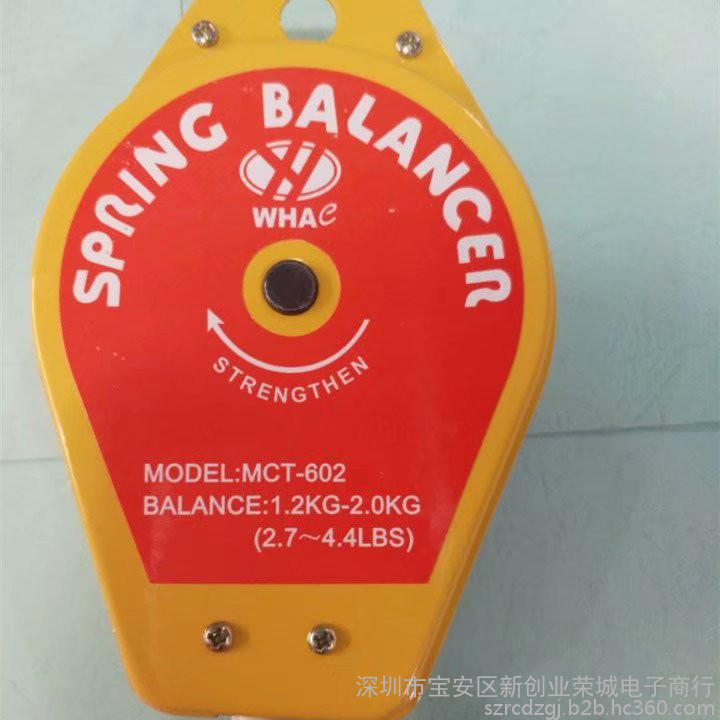 SPRING BALANCER
WHAC
STRENGTHEN
MODEL:MCT-602
BALANCE:1.2KG-2.0KG
(2.7～4.4LBS)
深圳市宝安区新创业荣城电子商行
szrcdzgj.b2b.hc360.com